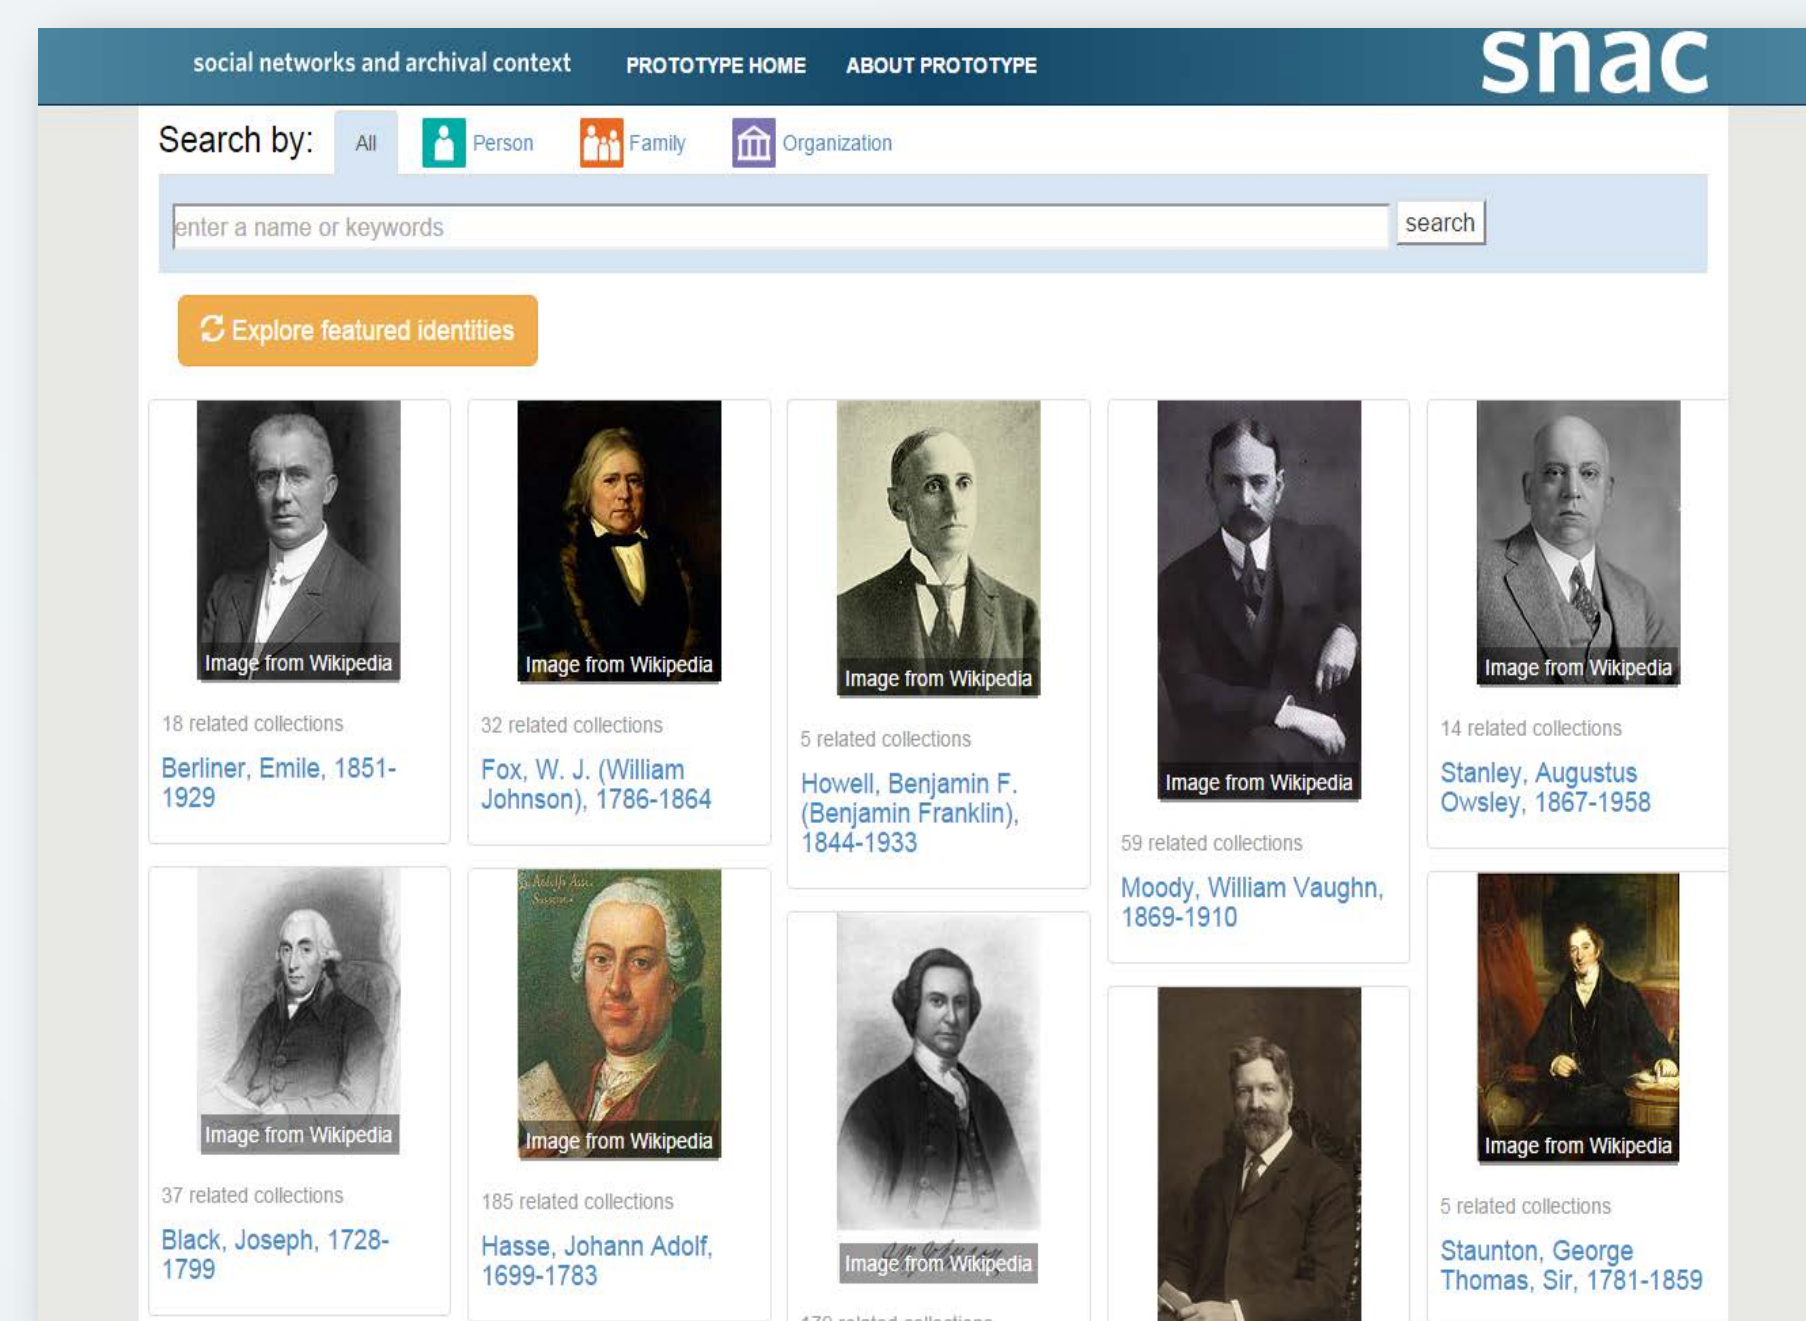 social networks and archival context
PROTOTYPE HOME
ABOUT PROTOTYPE
snac
Search by:
All
Person
Family
Organization
enter a name or keywords
search
Explore featured identities
Image from Wikipedia
18 related collections
Berliner, Emile, 1851-
1929
Image from Wikipedia
32 related collections
Fox, W. J. (William
Johnson), 1786-1864
Image from Wikipedia
5 related collections
Howell, Benjamin F.
(Benjamin Franklin),
1844-1933
Image from Wikipedia
59 related collections
Moody, William Vaughn,
1869-1910
Image from Wikipedia
14 related collections
Stanley, Augustus
Owsley, 1867-1958
Image from Wikipedia
37 related collections
Black, Joseph, 1728-
1799
Image from Wikipedia
185 related collections
Hasse, Johann Adolf,
1699-1783
Image from Wikipedia
related collections
Image from Wikipedia
5 related collections
Staunton, George
Thomas, Sir, 1781-1859